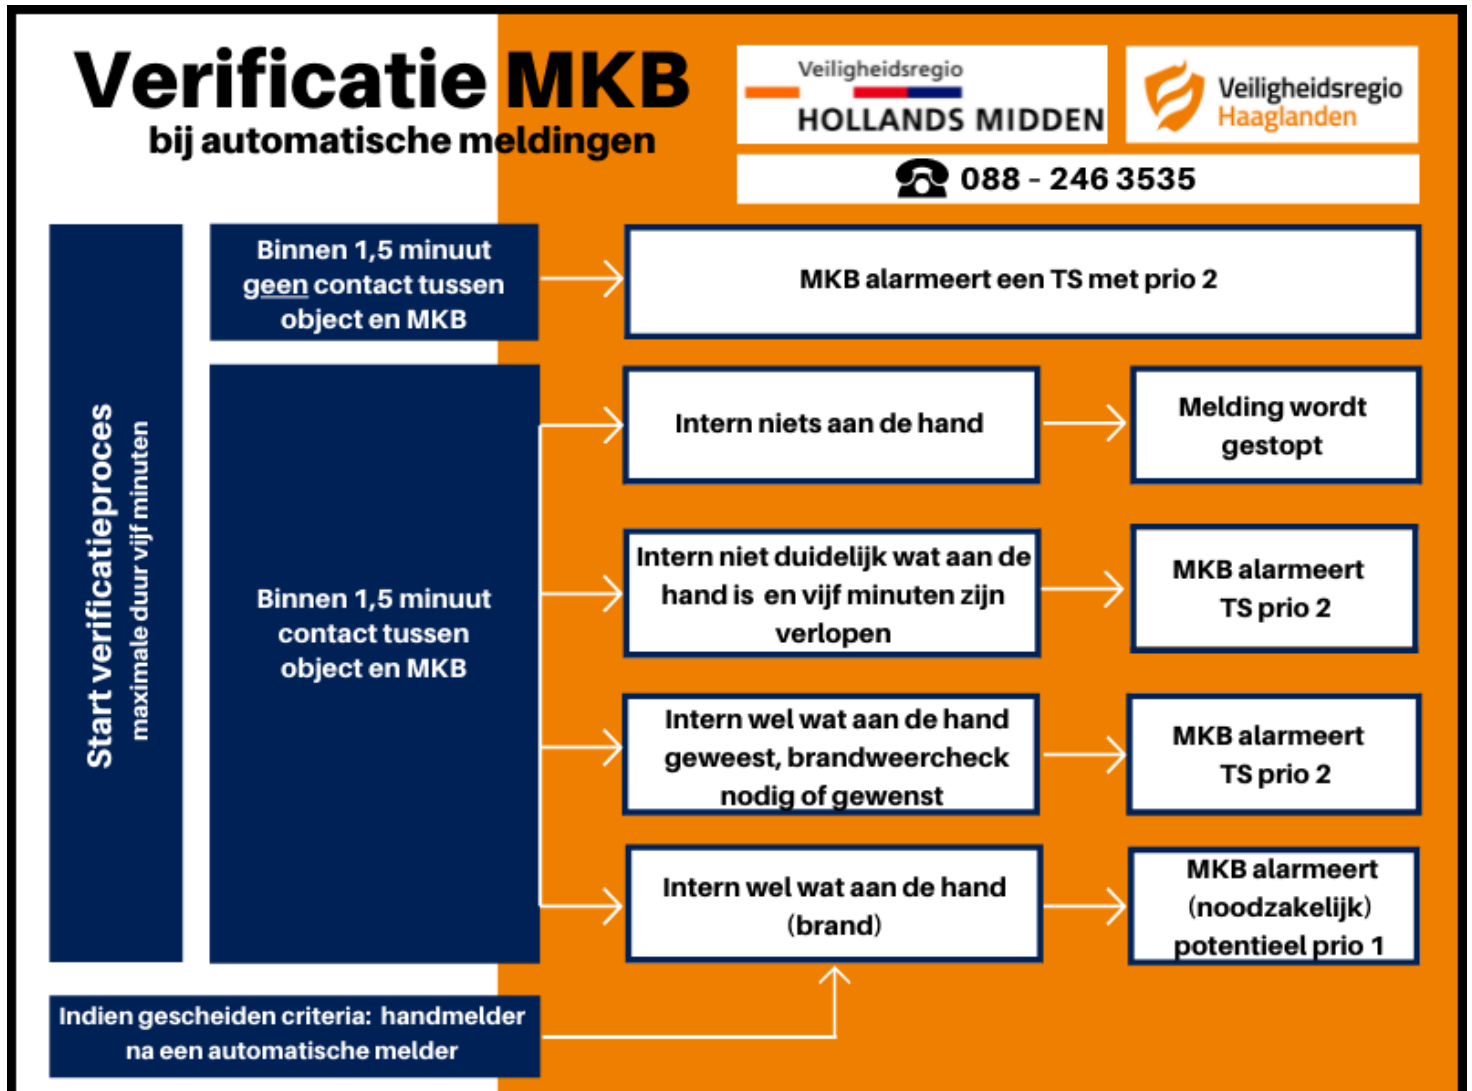 Verificatie MKB
bij automatische meldingen
Veiligheidsregio
HOLLANDS MIDDEN
Veiligheidsregio
Haaglanden
088 - 246 3535
Start verificatieproces
maximale duur vijf minuten
Binnen 1,5 minuut
geen contact tussen
object en MKB
MKB alarmeert een TS met prio 2
Binnen 1,5 minuut
contact tussen
object en MKB
Intern niets aan de hand
Melding wordt
gestopt
Intern niet duidelijk wat aan de
hand is en vijf minuten zijn
verlopen
MKB alarmeert
TS prio 2
Intern wel wat aan de hand
geweest, brandweercheck
nodig of gewenst
MKB alarmeert
TS prio 2
Intern wel wat aan de hand
(brand)
MKB alarmeert
(noodzakelijk)
potentieel prio 1
Indien gescheiden criteria: handmelder
na een automatische melder